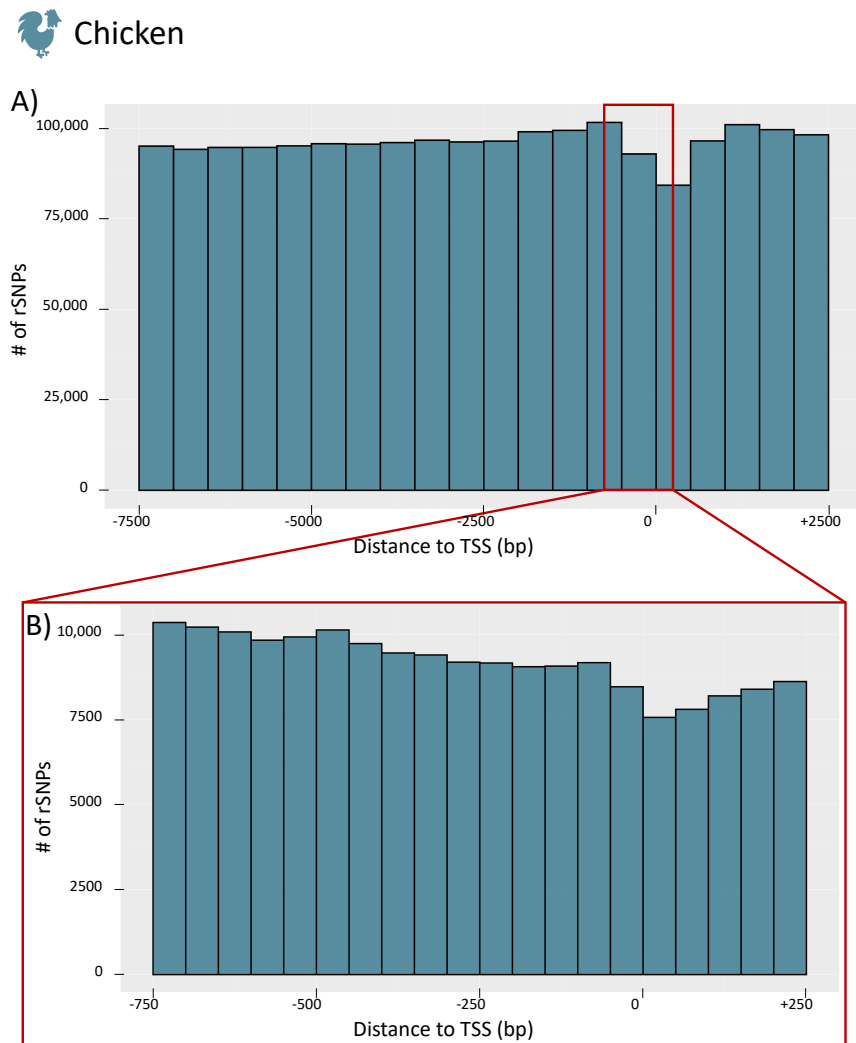 Chicken
A)
100,000
75,000
50,000
25,000
0
# of rSNPs
-7500
-5000
-2500
0
+2500
Distance to TSS (bp)
B)
10,000
7500
5000
2500
0
# of rSNPs
-750
-500
-250
0
+250
Distance to TSS (bp)